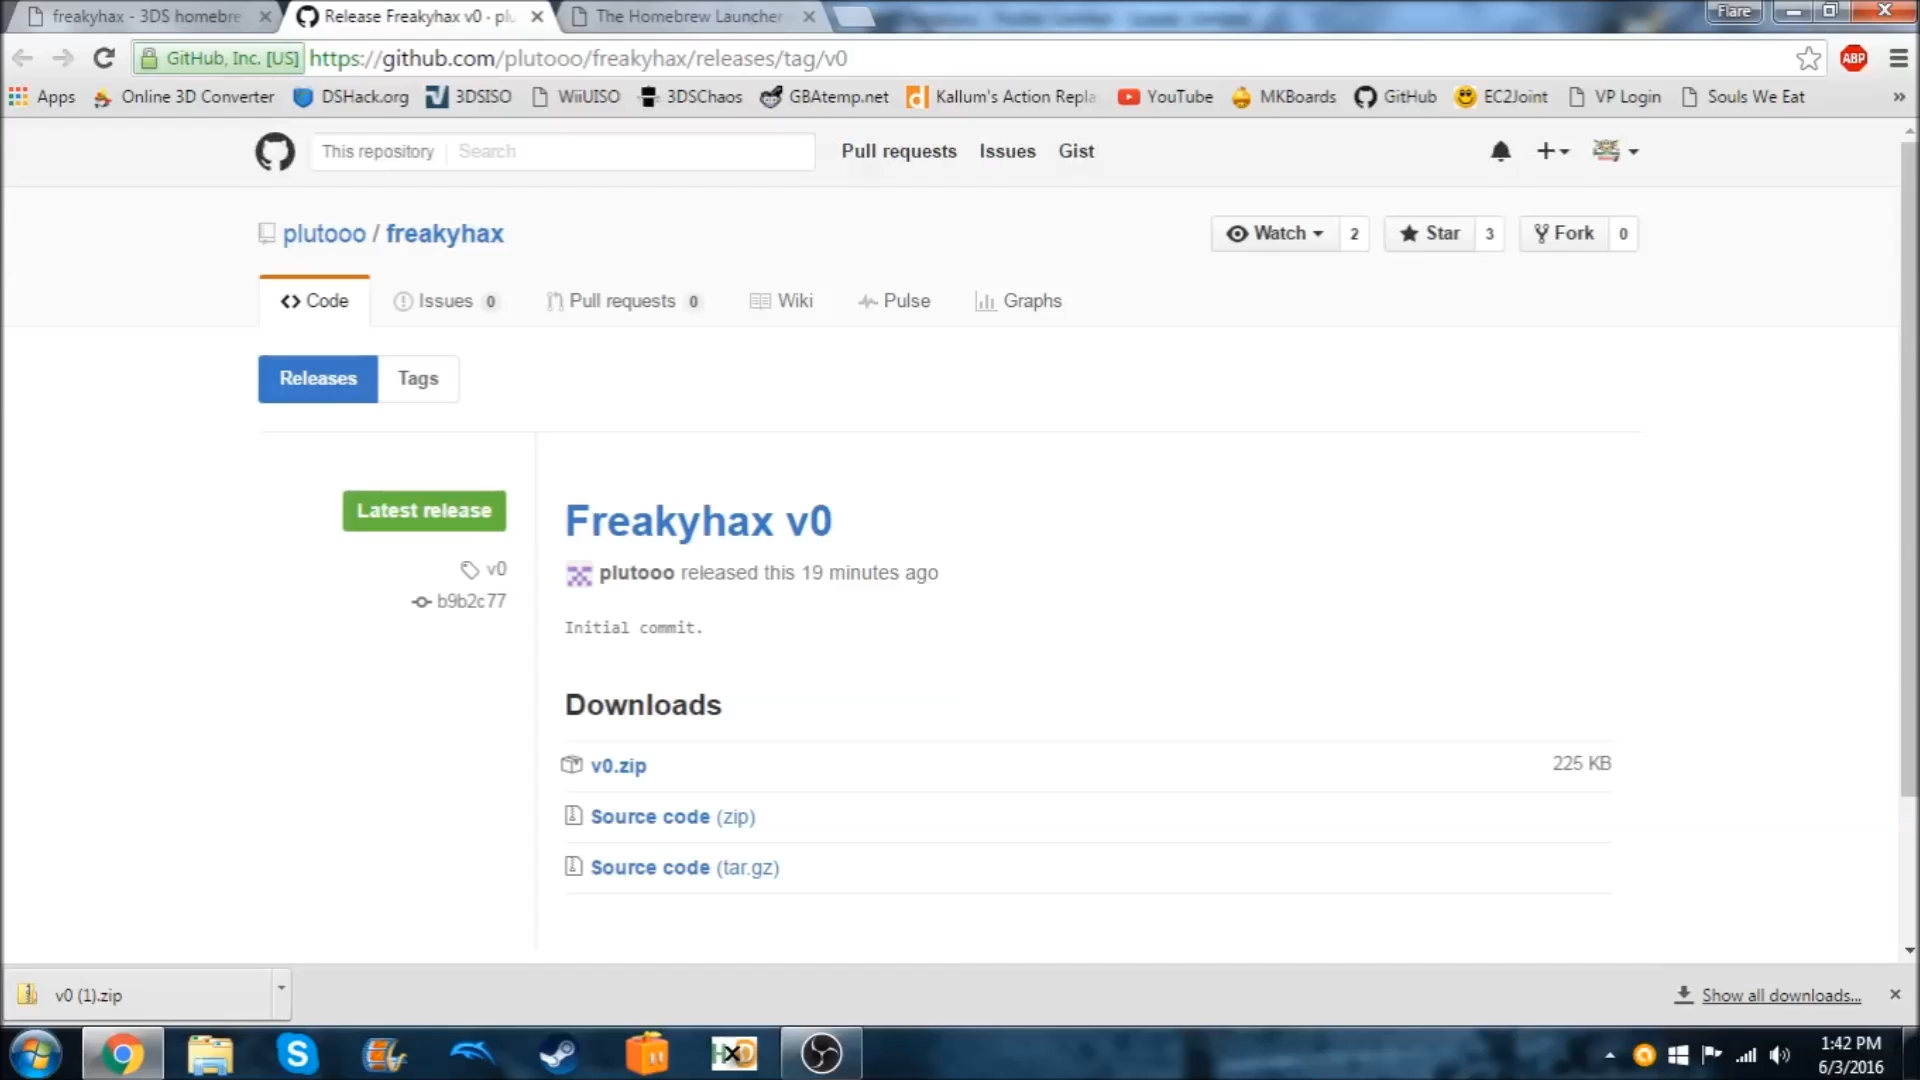 freakyhax - 3DS homebre
Release Freakyhax v0 - plu
The Homebrew Launcher
Flare
GitHub, Inc. [US]
https://github.com/plutooo/freakyhax/releases/tag/v0
ABP
Apps
Online 3D Converter
DSHack.org
3DSISO
WiiUISO
3DSChaos
GBAtemp.net
Kallum's Action Repla
YouTube
MKBoards
GitHub
EC2Joint
VP Login
Souls We Eat
»
This repository
Search
Pull requests
Issues
Gist
plutooo / freakyhax
Watch 2
Star 3
Fork 0
Code
Issues 0
Pull requests 0
Wiki
Pulse
Graphs
Releases
Tags
Latest release
v0
b9b2c77
Freakyhax v0
plutooo released this 19 minutes ago
Initial commit.
Downloads
v0.zip
225 KB
Source code (zip)
Source code (tar.gz)
v0 (1).zip
Show all downloads...
HXD
1:42 PM
6/3/2016